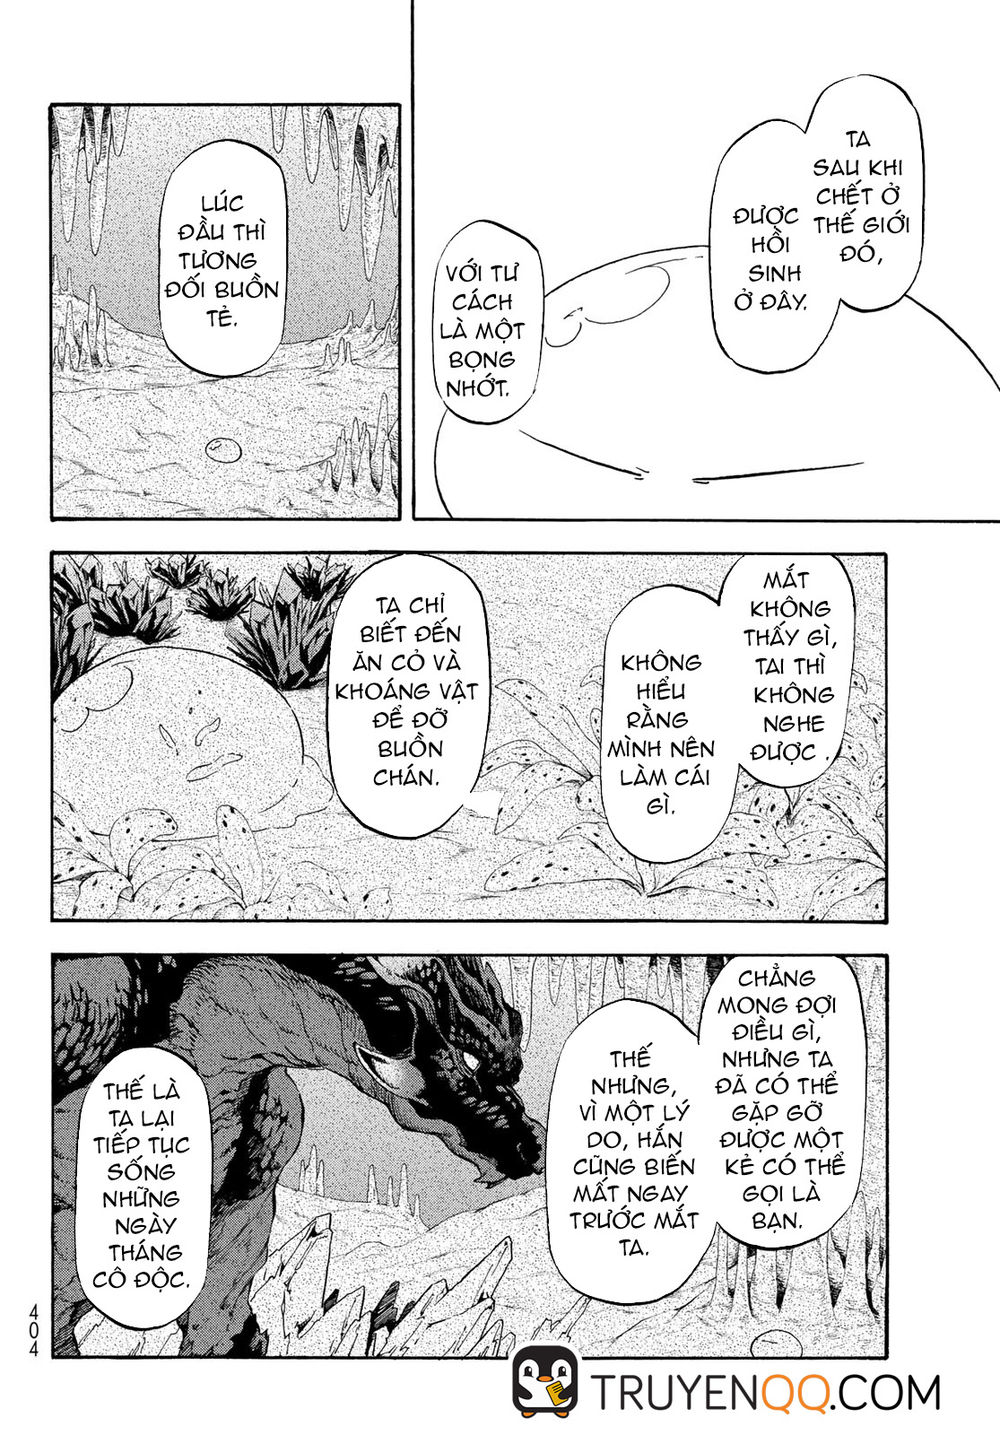 TA
SAU KHI
CHẾT Ở
THẾ GIỚI
ĐÓ,
ĐƯỢC
HỒI
SINH
Ở ĐÂY.
VỚI TƯ
CÁCH
LÀ MỘT
BỌNG
NHỚT.
LÚC
ĐẦU THÌ
TƯƠNG
ĐỐI BUỒN
TẺ.
MẮT
KHÔNG
THẤY GÌ,
TAI THÌ
KHÔNG
NGHE
ĐƯỢC .
KHÔNG
HIỂU
RẰNG
MÌNH NÊN
LÀM CÁI
GÌ.
TA CHỈ
BIẾT ĐẾN
ĂN CỎ VÀ
KHOÁNG VẬT
ĐỂ ĐỠ
BUỒN
CHÁN.
CHẲNG
MONG ĐỢI
ĐIỀU GÌ,
NHƯNG TA
ĐÃ CÓ THỂ
GẶP GỠ
ĐƯỢC MỘT
KẺ CÓ THỂ
GỌI LÀ
BẠN.
THẾ
NHƯNG,
VÌ MỘT LÝ
DO, HẮN
CŨNG BIẾN
MẤT NGAY
TRƯỚC MẮT
TA.
THẾ LÀ
TA LẠI
TIẾP TỤC
SỐNG
NHỮNG
NGÀY
THÁNG
CÔ ĐỘC.
404
TRUYENQQ.COM